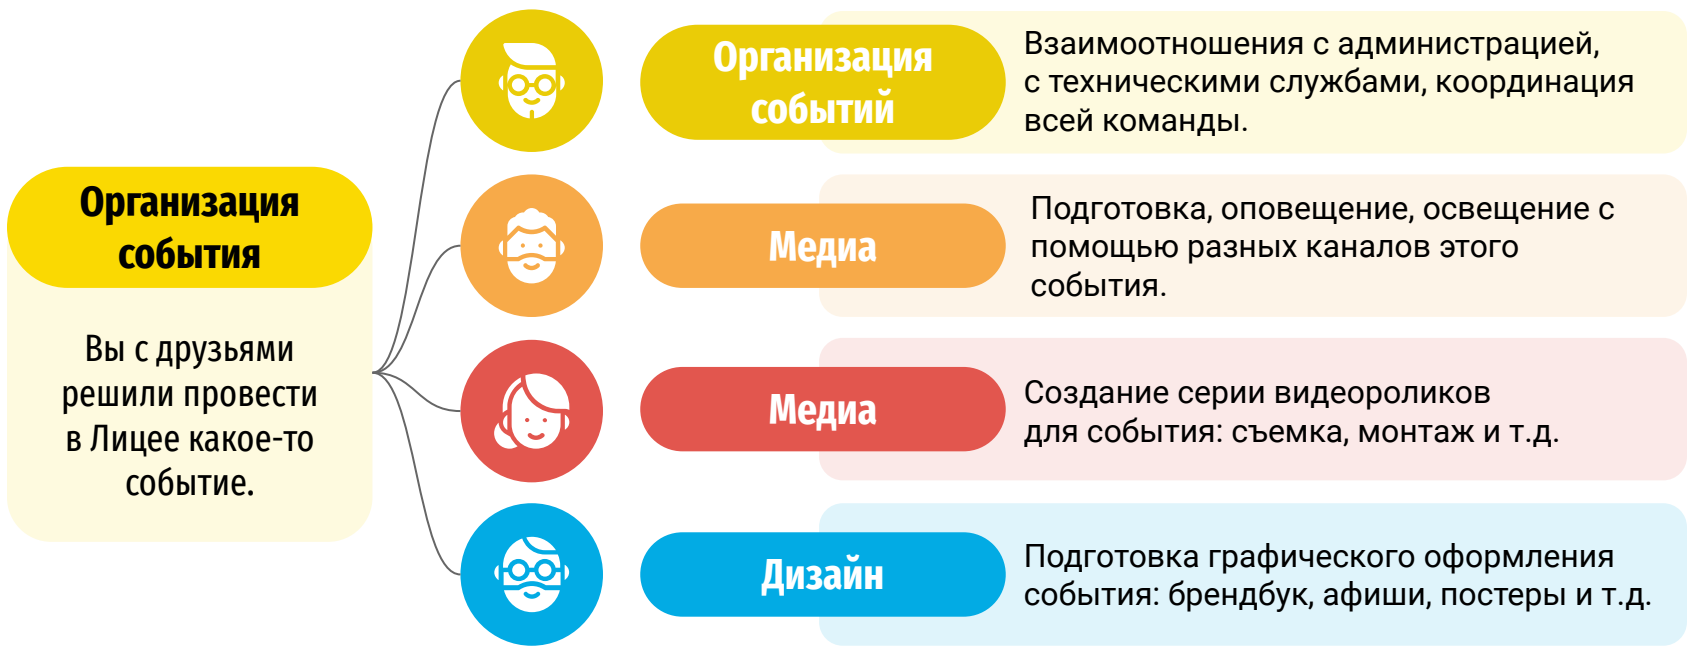 Организация
события
Вы с друзьями
решили провести
в Лицее какое-то
событие.
Организация
событий
Взаимоотношения с администрацией,
с техническими службами, координация
всей команды.
Медиа
Подготовка, оповещение, освещение с
помощью разных каналов этого
события.
Медиа
Создание серии видеороликов
для события: съемка, монтаж и т.д.
Дизайн
Подготовка графического оформления
события: брендбук, афиши, постеры и т.д.